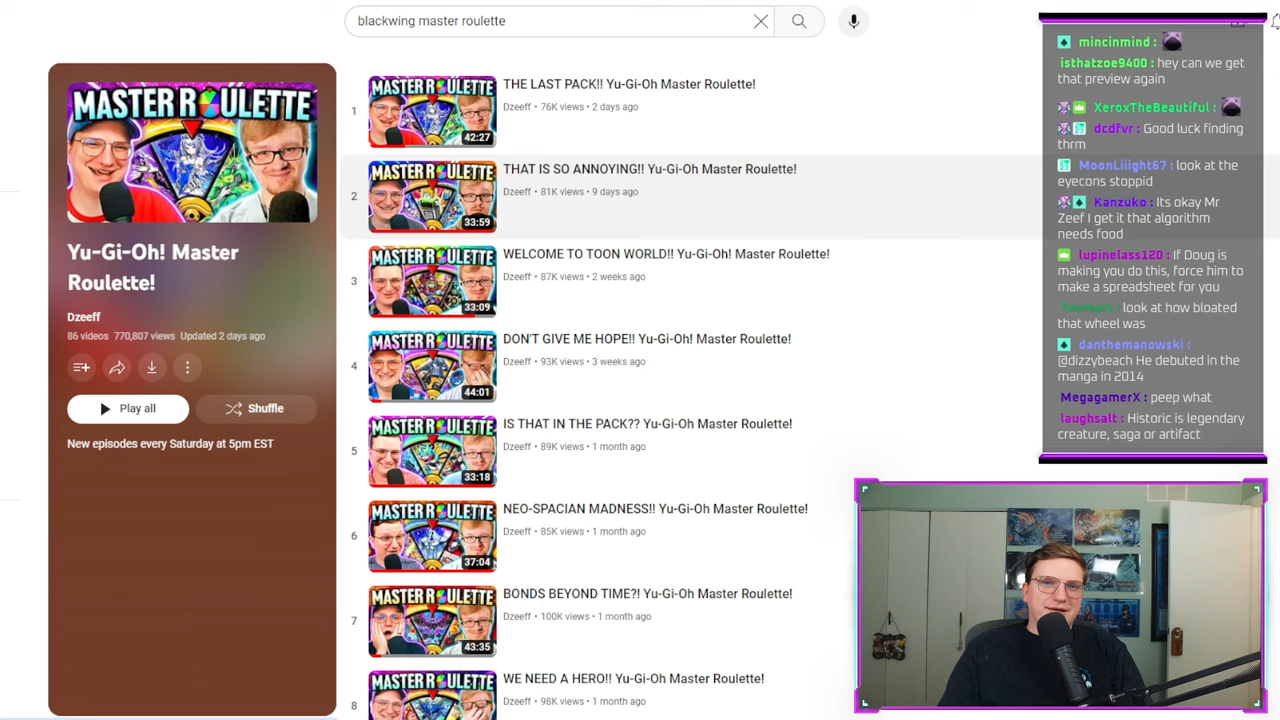 blackwing master roulette
MASTER ROULETTE
Yu-Gi-Oh! Master
Roulette!
Dzeeff
86 videos 770,807 views Updated 2 days ago
Play all
Shuffle
New episodes every Saturday at 5pm EST
1
MASTER ROULETTE
42:27
THE LAST PACK!! Yu-Gi-Oh Master Roulette!
Dzeeff • 76K views • 2 days ago
2
MASTER ROULETTE
33:59
THAT IS SO ANNOYING!! Yu-Gi-Oh Master Roulette!
Dzeeff • 81K views • 9 days ago
3
MASTER ROULETTE
33:09
WELCOME TO TOON WORLD!! Yu-Gi-Oh! Master Roulette!
Dzeeff • 87K views • 2 weeks ago
4
MASTER ROULETTE
44:01
DON'T GIVE ME HOPE!! Yu-Gi-Oh Master Roulette!
Dzeeff • 93K views • 3 weeks ago
5
MASTER ROULETTE
33:18
IS THAT IN THE PACK?? Yu-Gi-Oh Master Roulette!
Dzeeff • 89K views • 1 month ago
6
MASTER ROULETTE
37:04
NEO-SPACIAN MADNESS!! Yu-Gi-Oh Master Roulette!
Dzeeff • 85K views • 1 month ago
7
MASTER ROULETTE
43:35
BONDS BEYOND TIME?! Yu-Gi-Oh Master Roulette!
Dzeeff • 100K views • 1 month ago
8
MASTER ROULETTE
WE NEED A HERO!! Yu-Gi-Oh Master Roulette!
Dzeeff • 98K views • 1 month ago
mincinmind :
isthatzoe9400 : hey can we get
that preview again
XeroxTheBeautiful :
dcdfvr : Good luck finding
thrm
MoonLiiight67 : look at the
eyecons stoppid
Kanzuko : Its okay Mr
Zeef I get it that algorithm
needs food
lupinelass120 : If Doug is
making you do this, force him to
make a spreadsheet for you
look at how bloated
that wheel was
danthemanowski :
@dizzybeach He debuted in the
manga in 2014
MegagamerX : peep what
laughsalt : Historic is legendary
creature, saga or artifact